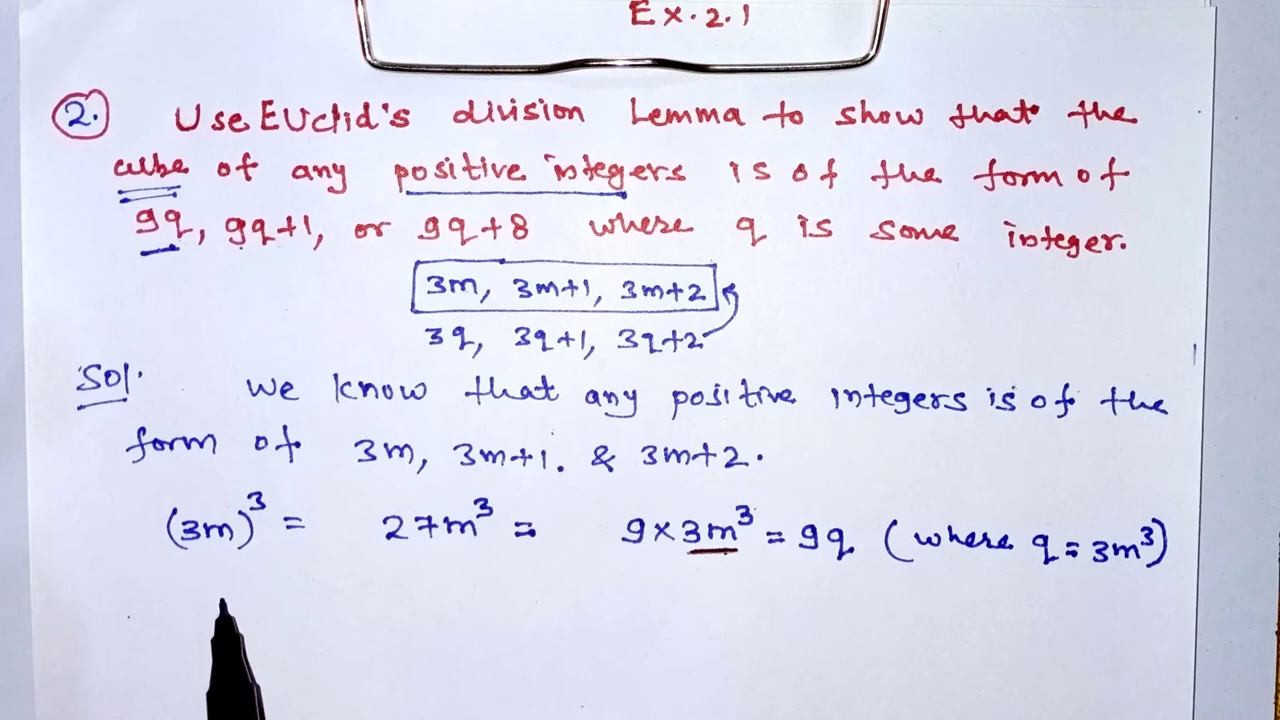 Ex. 2.1
2. Use Euclid's division Lemma to show that the
cube of any positive integers is of the form of
9q, 9q+1, or 9q+8 where q is some integer.
3m, 3m+1, 3m+2
3q, 3q+1, 3q+2
Sol. We know that any positive integers is of the
form of 3m, 3m+1. & 3m+2.
(3m)³ = 27m³ = 9×3m³ = 9q (where q = 3m³)